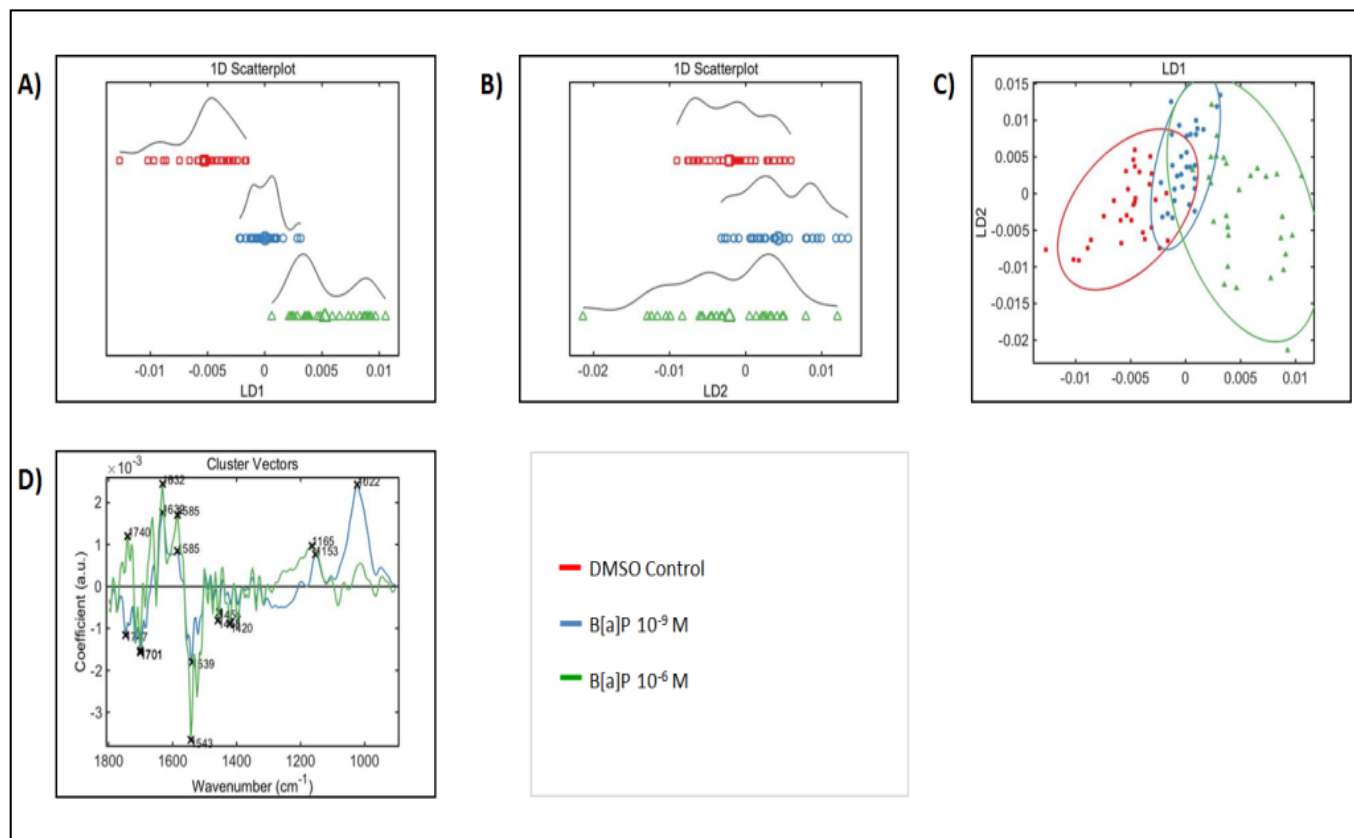 A)
1D Scatterplot
-0.01 -0.005 0 0.005 0.01
LD1
B)
1D Scatterplot
-0.02 -0.01 0 0.01
LD2
C)
LD1
0.015
0.01
0.005
0
-0.005
-0.01
-0.015
-0.02
LD2
-0.01 -0.005 0 0.005 0.01
D)
×10⁻³
Cluster Vectors
2
1
0
-1
-2
-3
Coefficient (a.u.)
1632
1022
1632
1585
1740
1585
1165
1153
1420
1701
1539
1543
1800 1600 1400 1200 1000
Wavenumber (cm⁻¹)
DMSO Control
B[a]P 10⁻⁹ M
B[a]P 10⁻⁶ M